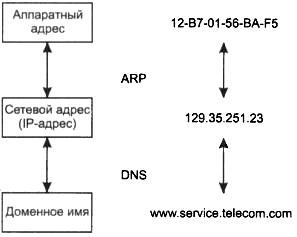 Аппаратный
адрес
12-B7-01-56-BA-F5
ARP
Сетевой адрес
(IP-адрес)
129.35.251.23
DNS
Доменное имя
www.service.telecom.com